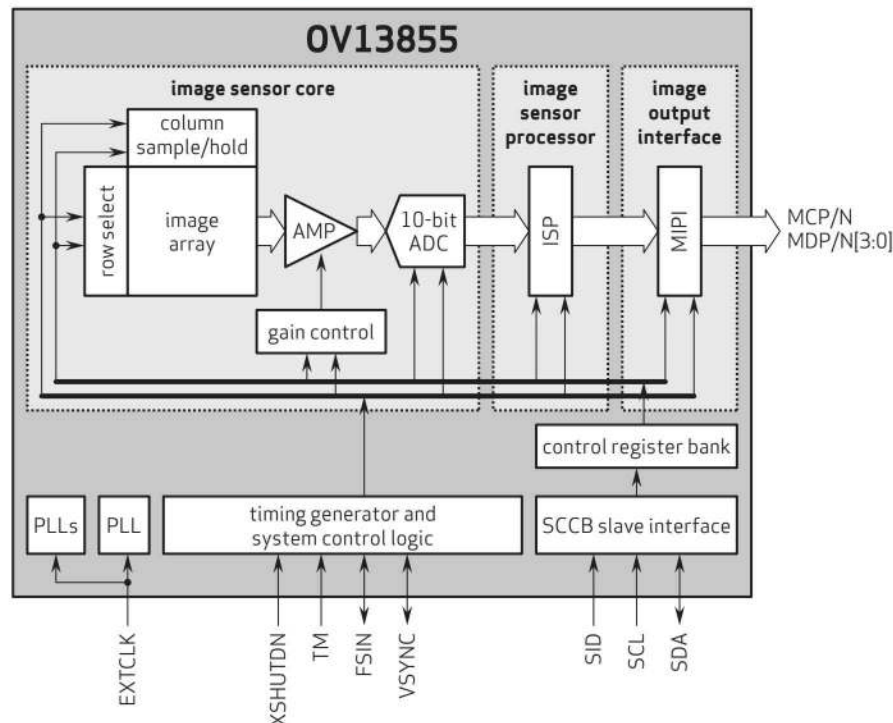 OV13855
image sensor core
image
sensor
processor
image
output
interface
column
sample/hold
row select
image
array
AMP
10-bit
ADC
ISP
MIPI
MCP/N
MDP/N[3:0]
gain control
control register bank
PLLs
PLL
timing generator and
system control logic
SCCB slave interface
EXTCLK
XSHUTDN
TM
FSIN
VSYNC
SID
SCL
SDA